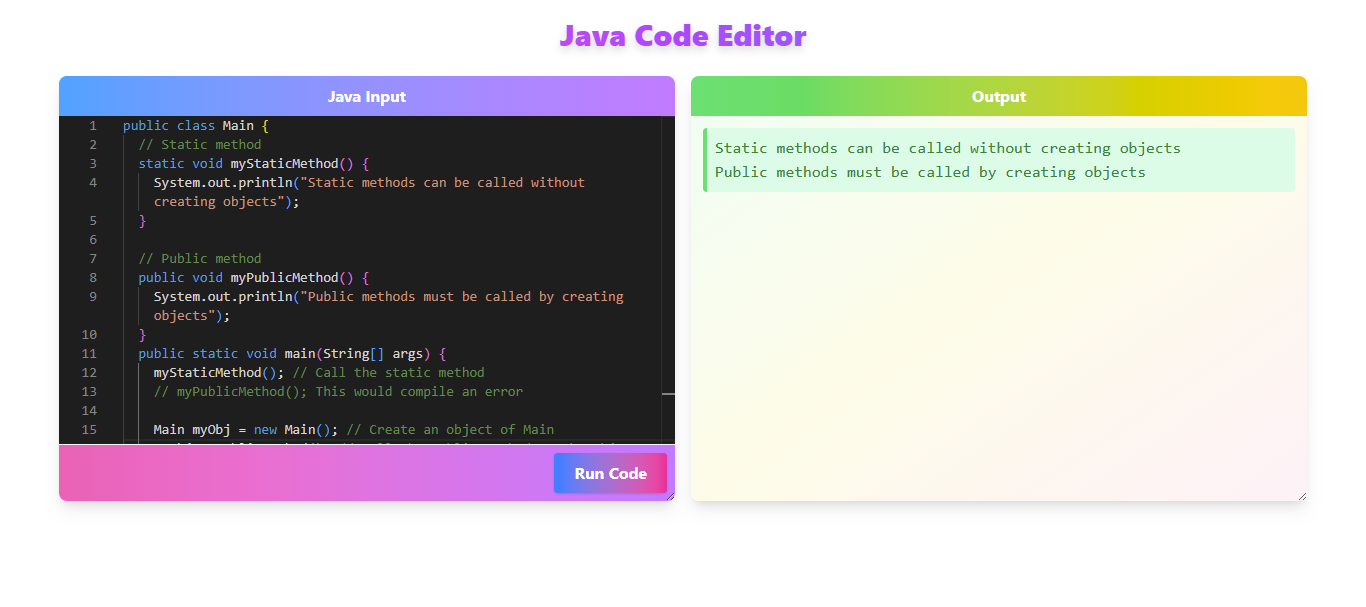 Java Code Editor
Java Input
1 public class Main {
2 // Static method
3 static void myStaticMethod() {
4 System.out.println("Static methods can be called without
creating objects");
5 }
6
7 // Public method
8 public void myPublicMethod() {
9 System.out.println("Public methods must be called by creating
objects");
10 }
11 public static void main(String[] args) {
12 myStaticMethod(); // Call the static method
13 // myPublicMethod(); This would compile an error
14
15 Main myObj = new Main(); // Create an object of Main
Run Code
Output
Static methods can be called without creating objects
Public methods must be called by creating objects